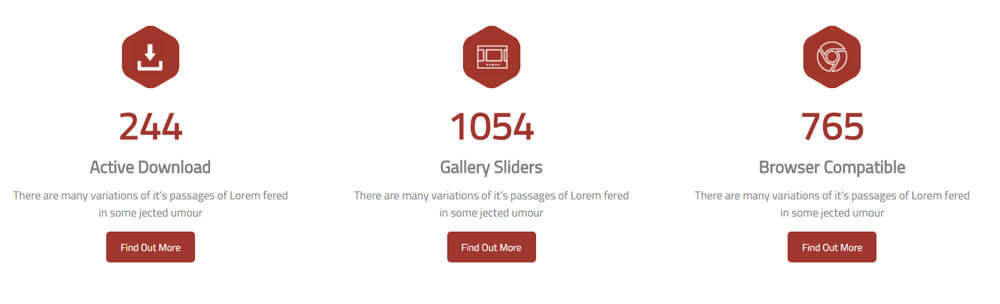 244
Active Download
There are many variations of it's passages of Lorem fered
in some jected umour
Find Out More
1054
Gallery Sliders
There are many variations of it's passages of Lorem fered
in some jected umour
Find Out More
765
Browser Compatible
There are many variations of it's passages of Lorem fered
in some jected umour
Find Out More